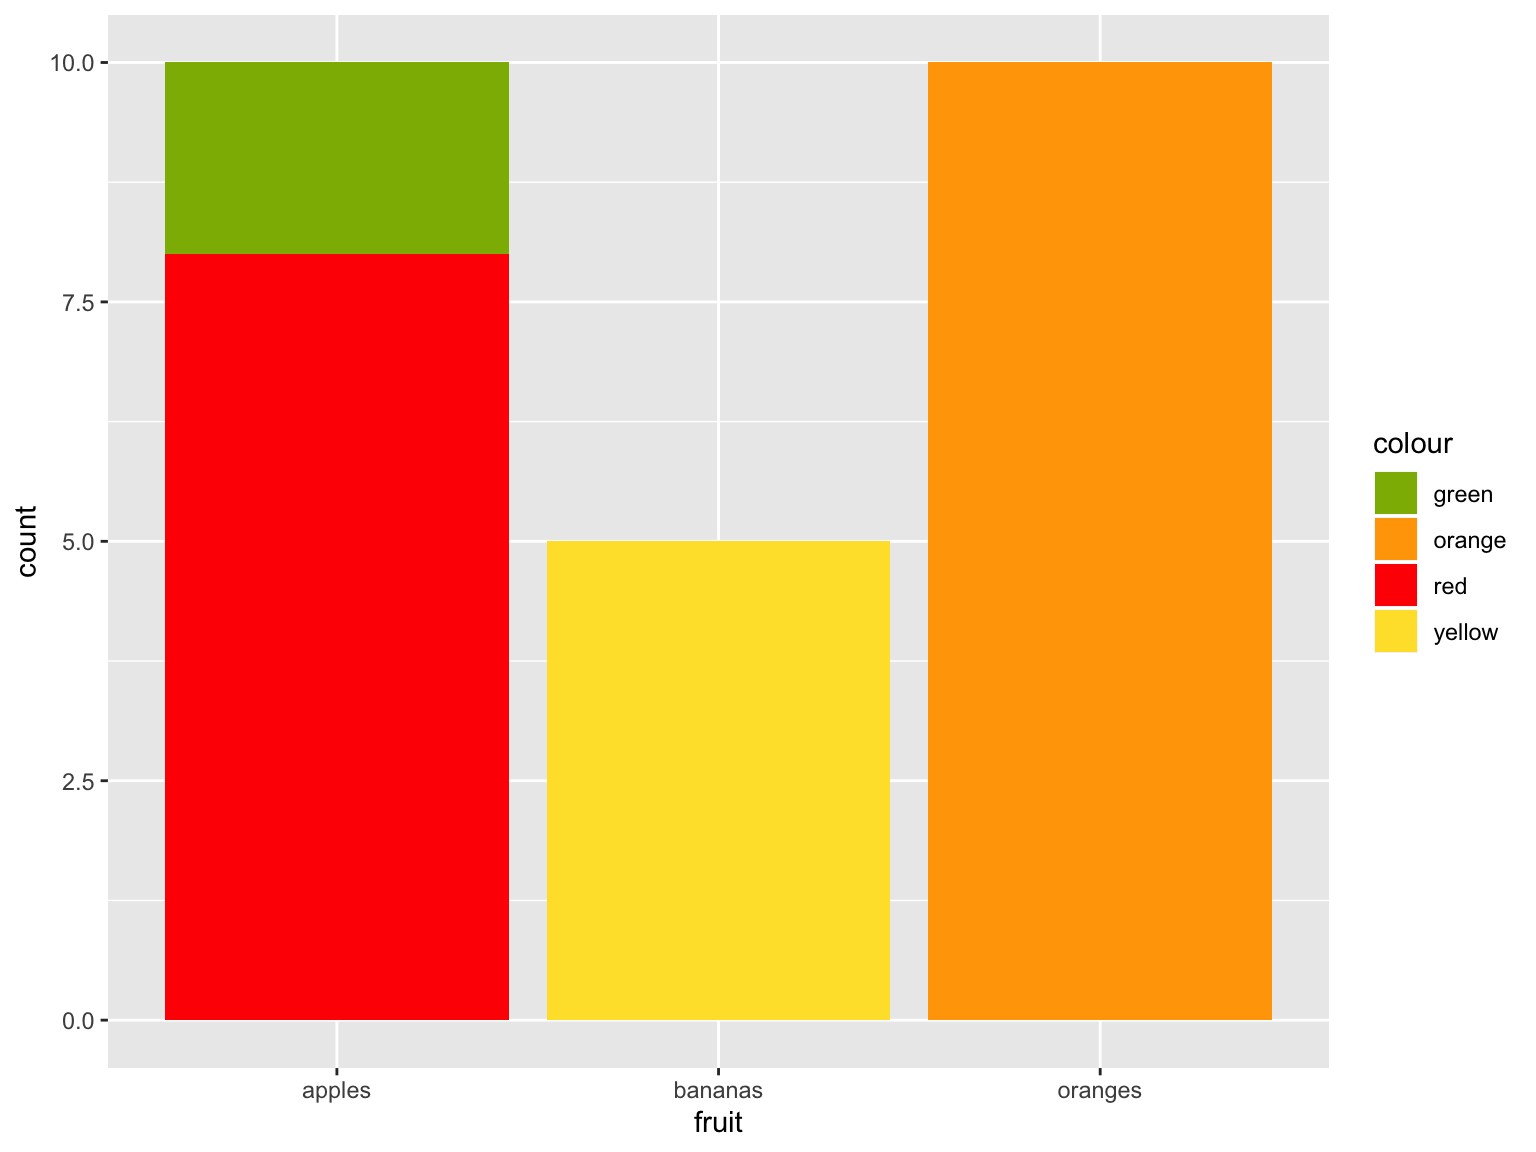 10.0
7.5
5.0
2.5
0.0
count
apples bananas oranges
fruit
colour
green
orange
red
yellow